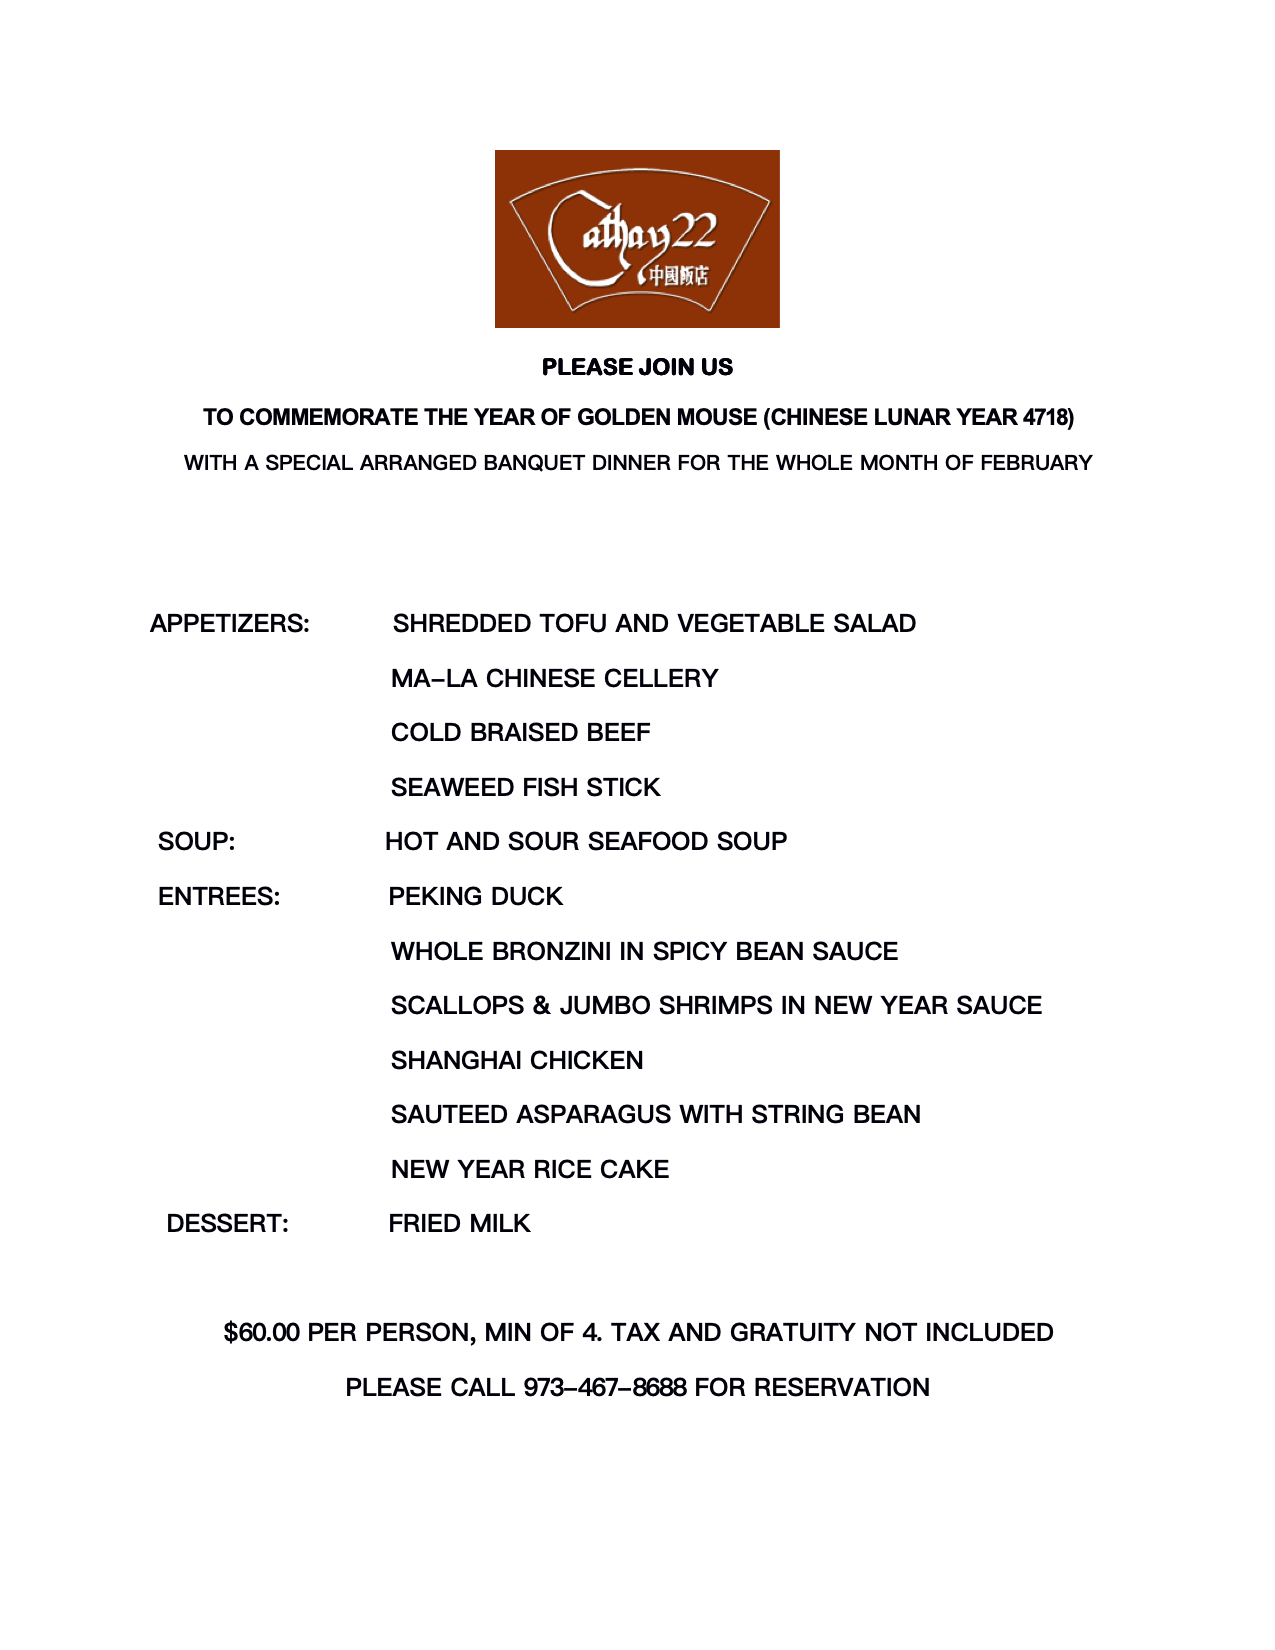 Cathay 22
中國飯店
PLEASE JOIN US
TO COMMEMORATE THE YEAR OF GOLDEN MOUSE (CHINESE LUNAR YEAR 4718)
WITH A SPECIAL ARRANGED BANQUET DINNER FOR THE WHOLE MONTH OF FEBRUARY
APPETIZERS: SHREDDED TOFU AND VEGETABLE SALAD
MA–LA CHINESE CELLERY
COLD BRAISED BEEF
SEAWEED FISH STICK
SOUP: HOT AND SOUR SEAFOOD SOUP
ENTREES: PEKING DUCK
WHOLE BRONZINI IN SPICY BEAN SAUCE
SCALLOPS & JUMBO SHRIMPS IN NEW YEAR SAUCE
SHANGHAI CHICKEN
SAUTEED ASPARAGUS WITH STRING BEAN
NEW YEAR RICE CAKE
DESSERT: FRIED MILK
$60.00 PER PERSON, MIN OF 4. TAX AND GRATUITY NOT INCLUDED
PLEASE CALL 973–467–8688 FOR RESERVATION